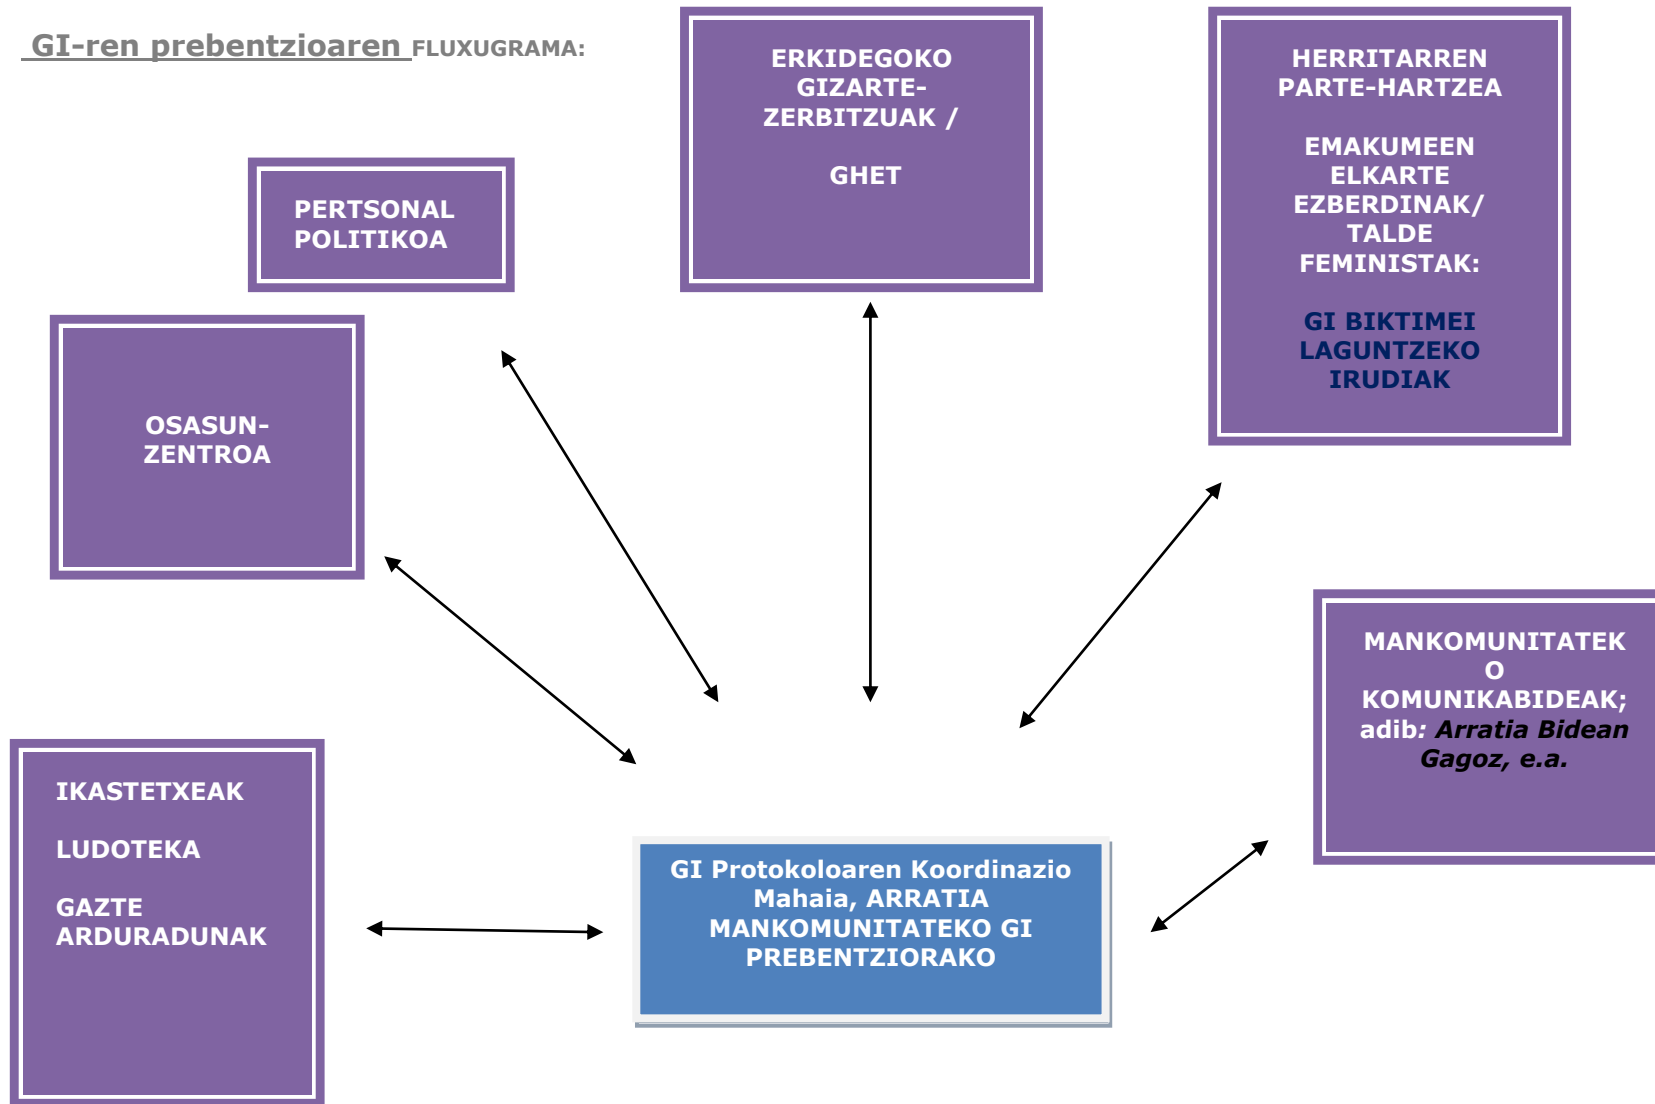 GI-ren prebentzioaren FLUXUGRAMA:
ERKIDEGOKO
GIZARTE-
ZERBITZUAK /
GHET
HERRITARREN
PARTE-HARTZEA
EMAKUMEEN
ELKARTE
EZBERDINAK/
TALDE
FEMINISTAK:
GI BIKTIMEI
LAGUNTZEKO
IRUDIAK
PERTSONAL
POLITIKOA
OSASUN-
ZENTROA
MANKOMUNITATEK
O
KOMUNIKABIDEAK;
adib: Arratia Bidean
Gagoz, e.a.
IKASTETXEAK
LUDOTEKA
GAZTE
ARDURADUNAK
GI Protokoloaren Koordinazio
Mahaia, ARRATIA
MANKOMUNITATEKO GI
PREBENTZIORAKO